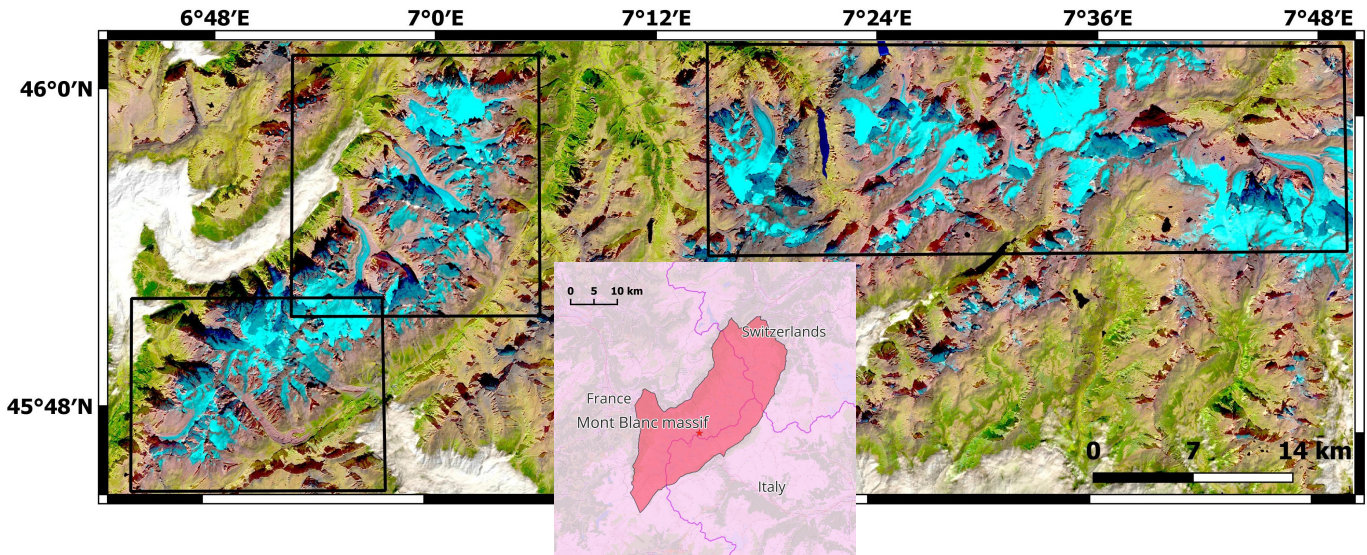 6°48′E 7°0′E 7°12′E 7°24′E 7°36′E 7°48′E
46°0′N
45°48′N
0 5 10 km
Switzerlands
France
Mont Blanc massif
Italy
0 7 14 km